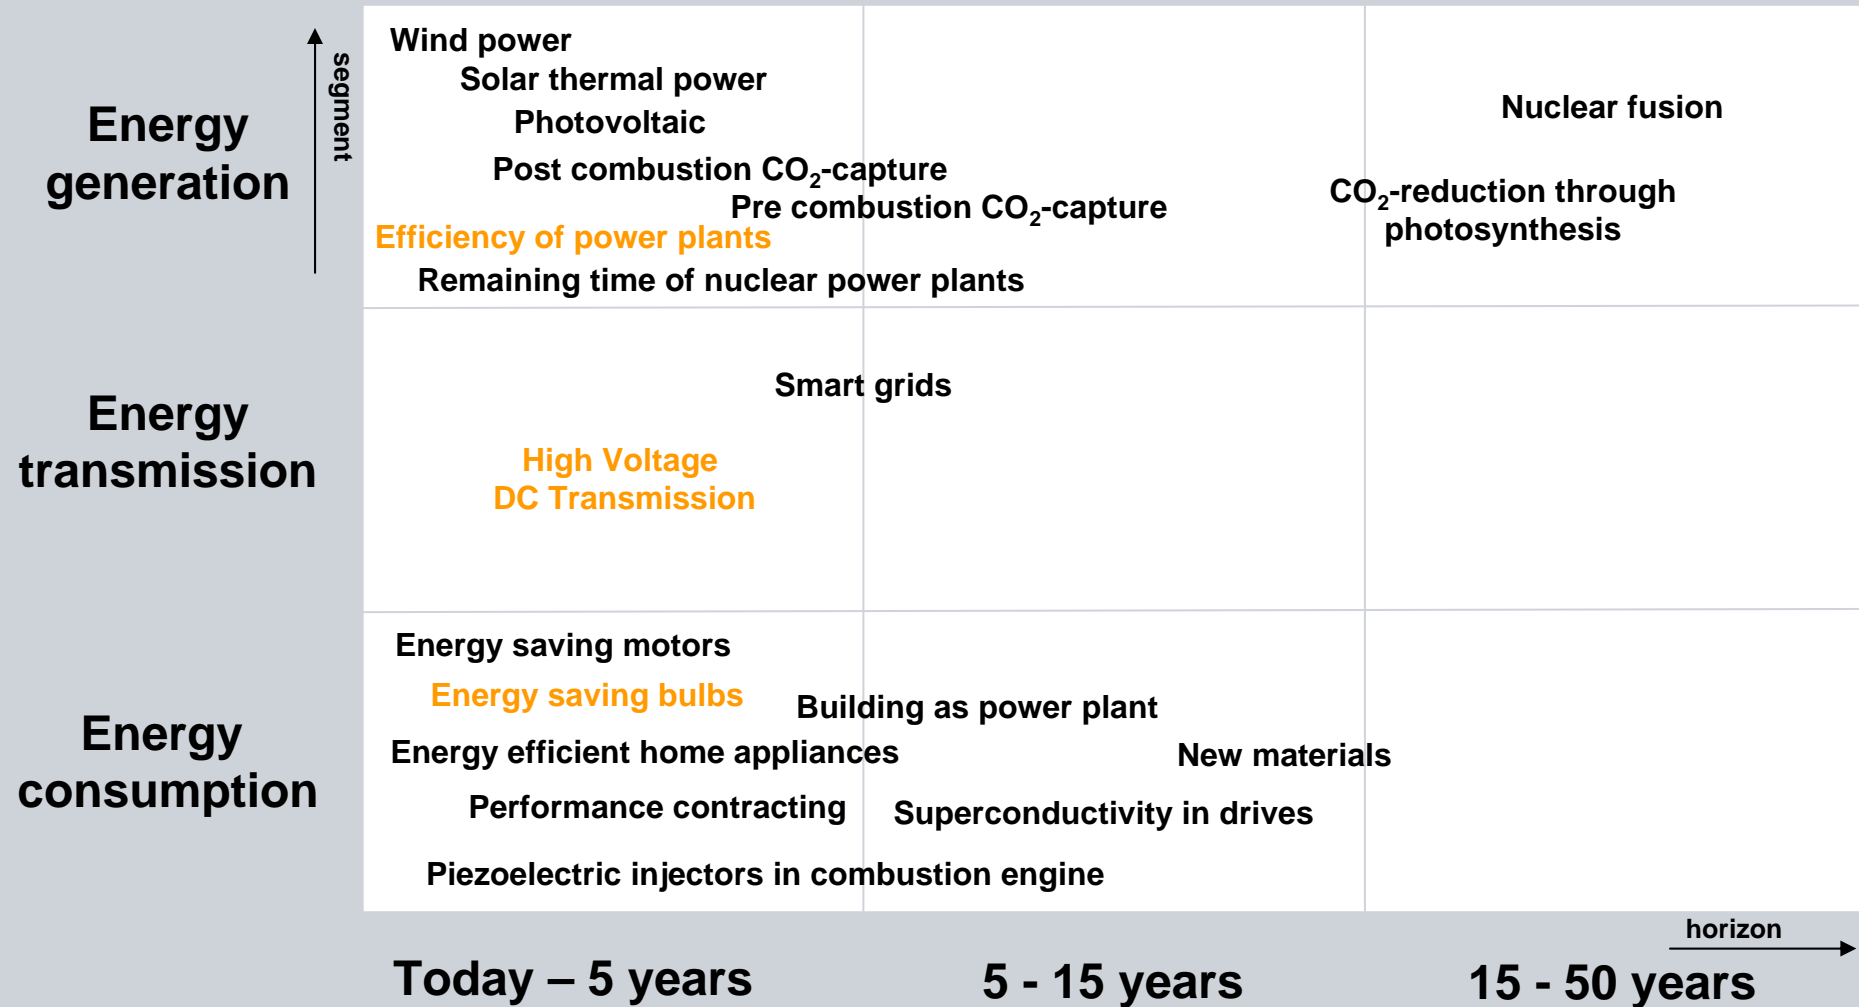 segment
Energy
generation
Wind power
Solar thermal power
Photovoltaic
Post combustion CO₂-capture
Pre combustion CO₂-capture
Efficiency of power plants
Remaining time of nuclear power plants
Nuclear fusion
CO₂-reduction through
photosynthesis
Energy
transmission
Smart grids
High Voltage
DC Transmission
Energy
consumption
Energy saving motors
Energy saving bulbs
Building as power plant
Energy efficient home appliances
New materials
Performance contracting
Superconductivity in drives
Piezoelectric injectors in combustion engine
horizon
Today – 5 years
5 - 15 years
15 - 50 years